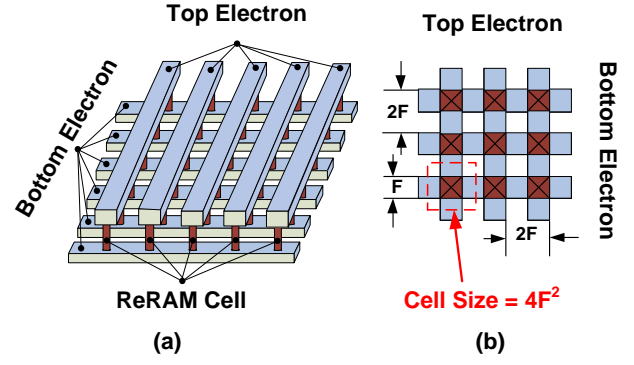 Top Electron
Bottom Electron
ReRAM Cell
(a)
Top Electron
Bottom Electron
2F
F
2F
Cell Size = 4F²
(b)